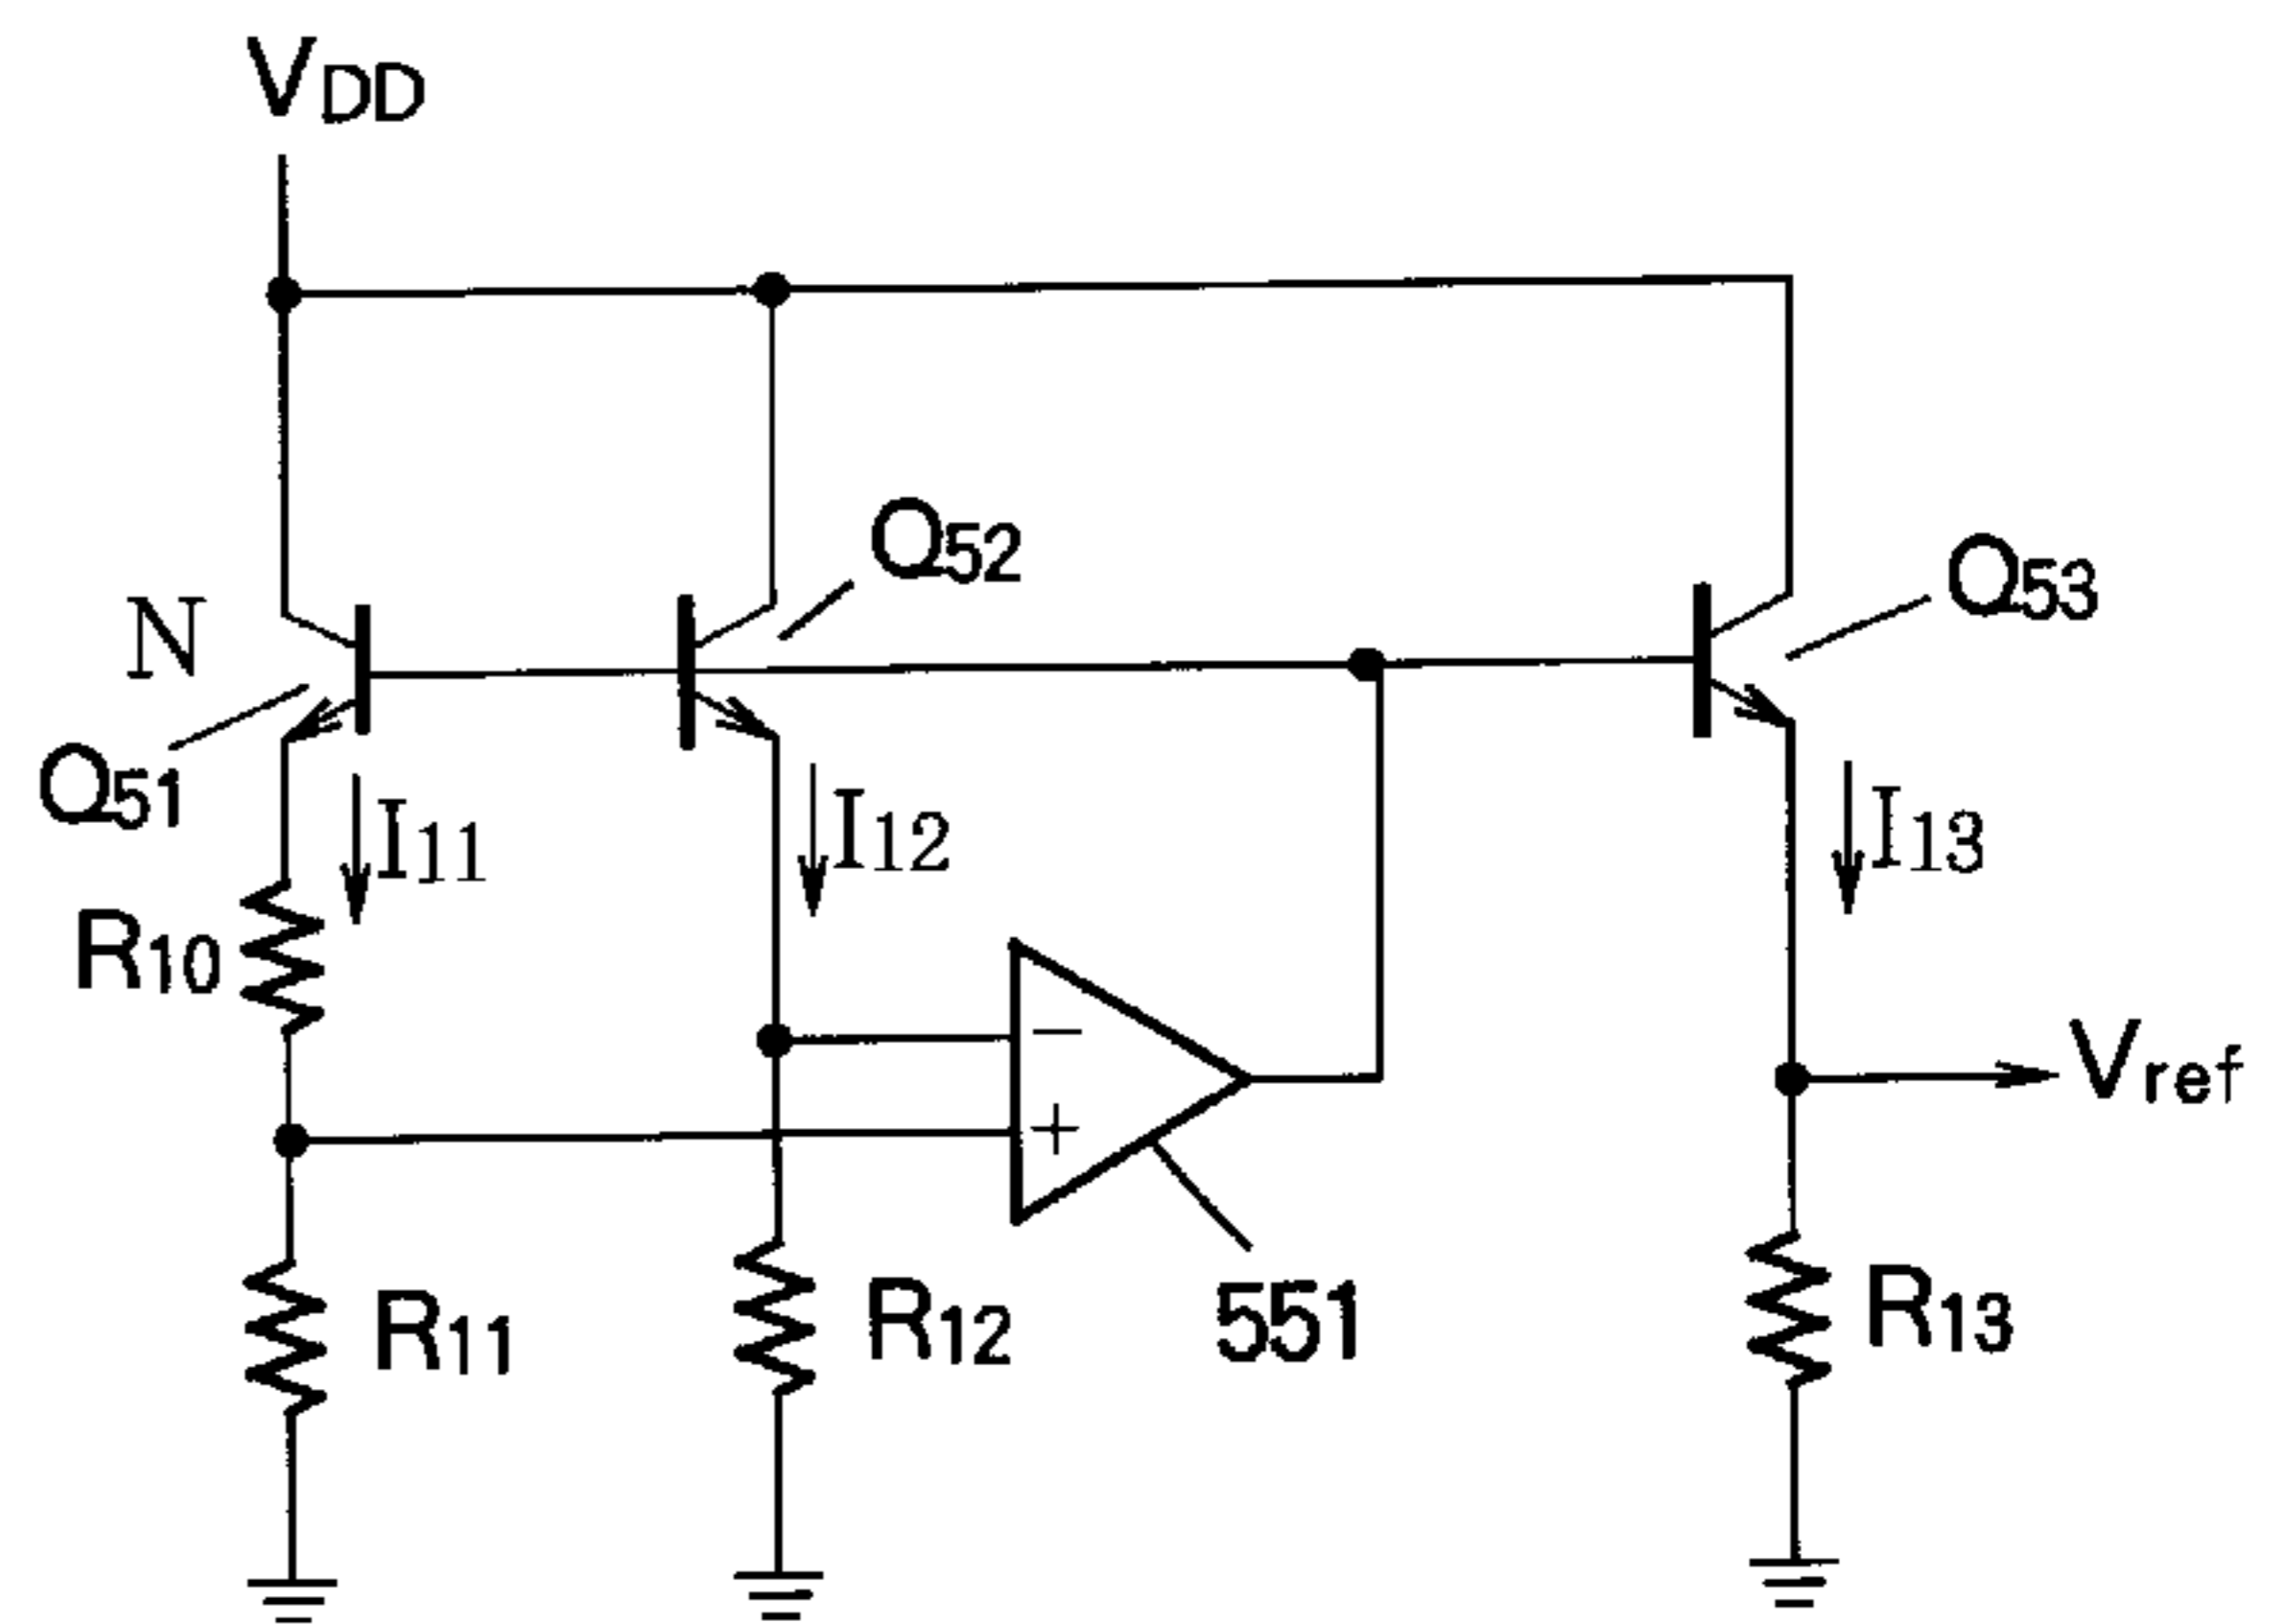 VDD
Q52
Q53
N
Q51
I11
I12
I13
R10
−
Vref
+
R11
R12
551
R13